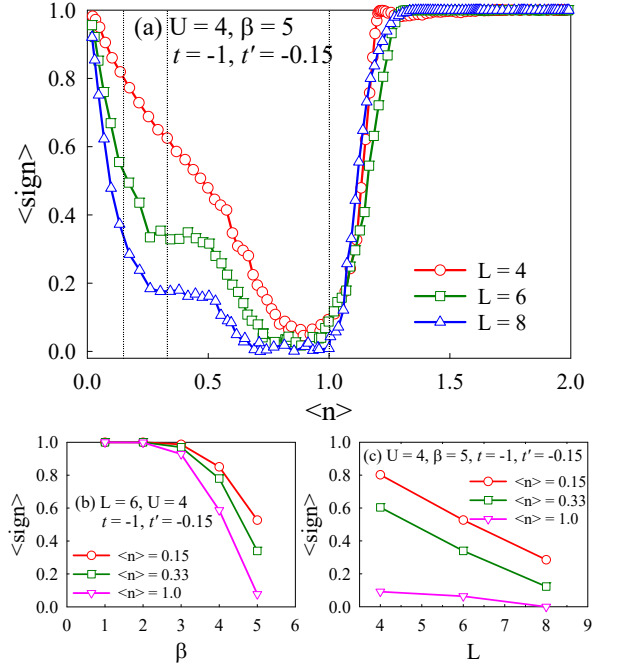 1.0
0.8
0.6
0.4
0.2
0.0
<sign>
(a) U = 4, β = 5
t = -1, t' = -0.15
L = 4
L = 6
L = 8
0.0 0.5 1.0 1.5 2.0
<n>
1.0
0.8
0.6
0.4
0.2
0.0
<sign>
(b) L = 6, U = 4
t = -1, t' = -0.15
<n> = 0.15
<n> = 0.33
<n> = 1.0
0 1 2 3 4 5 6
β
1.0
0.8
0.6
0.4
0.2
0.0
<sign>
(c) U = 4, β = 5, t = -1, t' = -0.15
<n> = 0.15
<n> = 0.33
<n> = 1.0
3 4 5 6 7 8 9
L